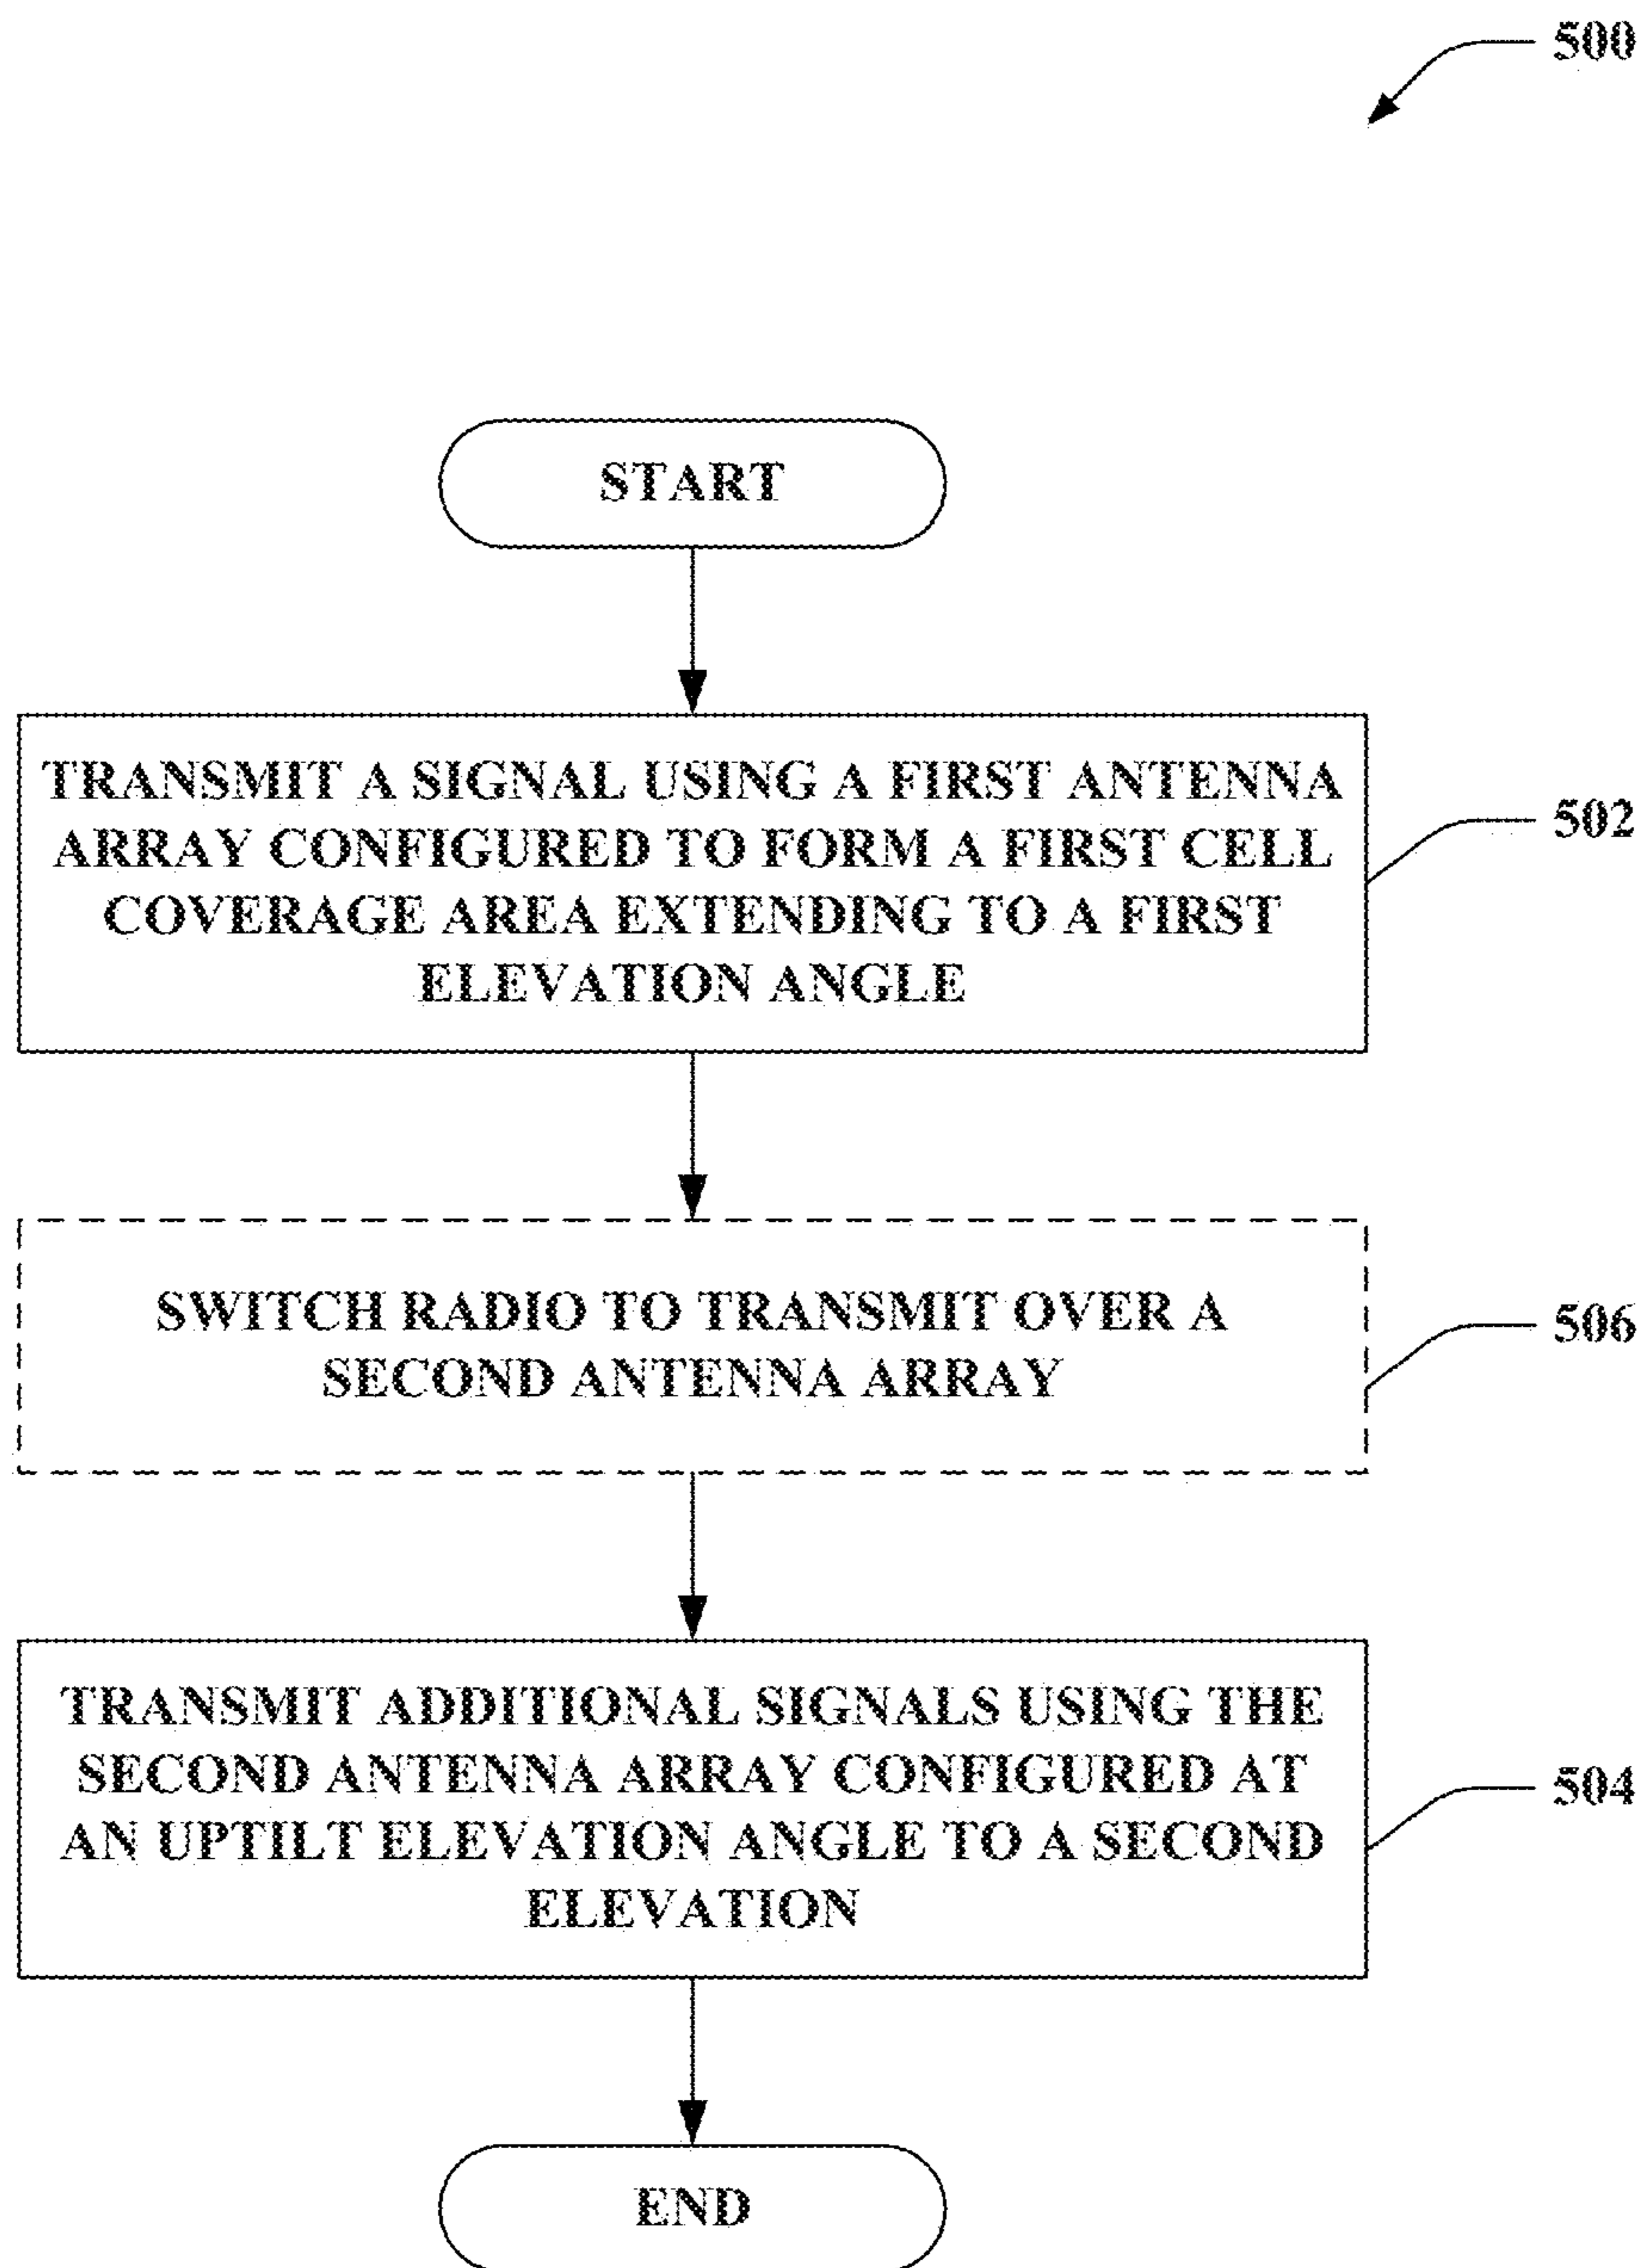 500
START
TRANSMIT A SIGNAL USING A FIRST ANTENNA
ARRAY CONFIGURED TO FORM A FIRST CELL
COVERAGE AREA EXTENDING TO A FIRST
ELEVATION ANGLE
502
SWITCH RADIO TO TRANSMIT OVER A
SECOND ANTENNA ARRAY
506
TRANSMIT ADDITIONAL SIGNALS USING THE
SECOND ANTENNA ARRAY CONFIGURED AT
AN UPTILT ELEVATION ANGLE TO A SECOND
ELEVATION
504
END